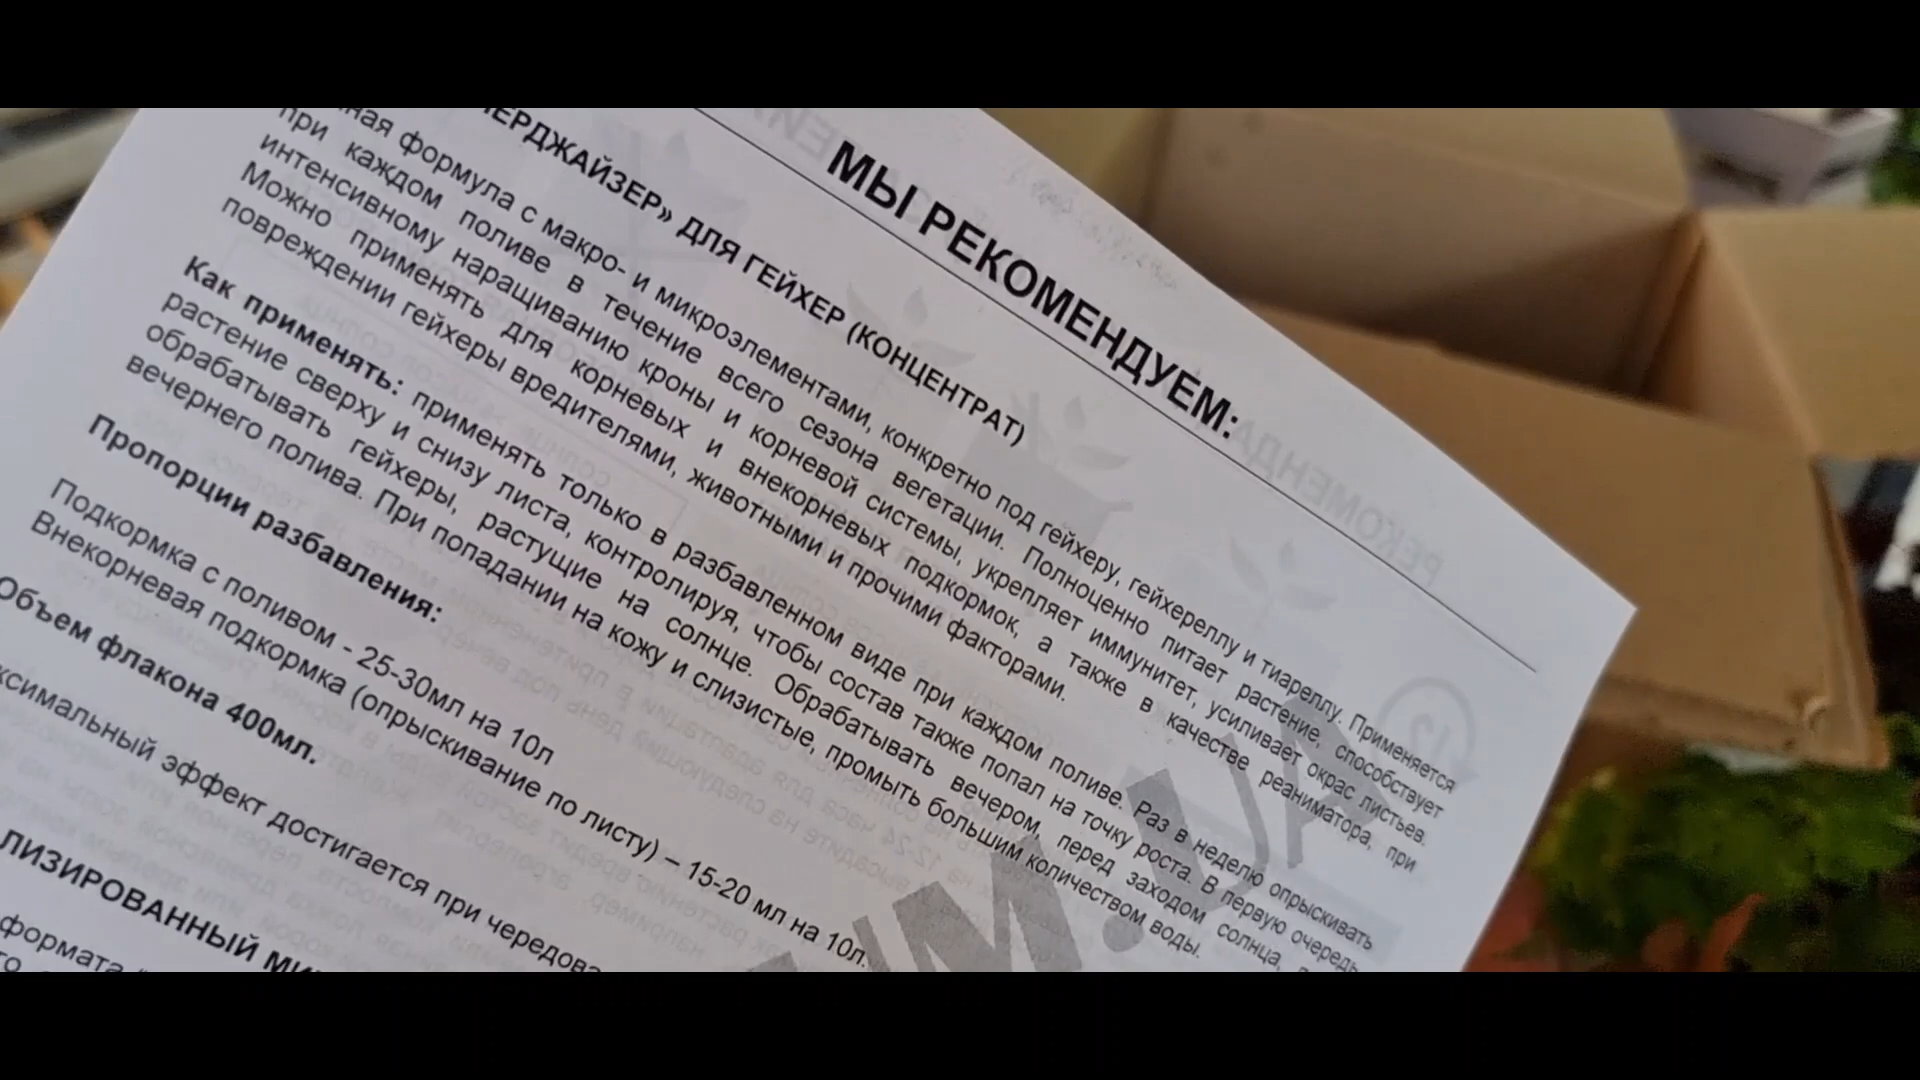 МЫ РЕКОМЕНДУЕМ:
ЕРДЖАЙЗЕР» ДЛЯ ГЕЙХЕР (КОНЦЕНТРАТ)
ная формула с макро- и микроэлементами, конкретно под гейхеру, гейхереллу и тиареллу. Применяется
при каждом поливе в течение всего сезона вегетации. Полноценно питает растение, способствует
интенсивному наращиванию кроны и корневой системы, укрепляет иммунитет, усиливает окрас листьев.
Можно применять для корневых и внекорневых подкормок, а также в качестве реаниматора, при
повреждении гейхеры вредителями, животными и прочими факторами.
Как применять: применять только в разбавленном виде при каждом поливе. Раз в неделю опрыскивать
растение сверху и снизу листа, контролируя, чтобы состав также попал на точку роста. В первую очередь
обрабатывать гейхеры, растущие на солнце. Обрабатывать вечером, перед заходом солнца,
вечернего полива. При попадании на кожу и слизистые, промыть большим количеством воды.
Пропорции разбавления:
Подкормка с поливом - 25-30мл на 10л
Внекорневая подкормка (опрыскивание по листу) – 15-20 мл на 10л.
Объем флакона 400мл.
ксимальный эффект достигается при чередова
ЛИЗИРОВАННЫЙ МИ
формата
M.UA